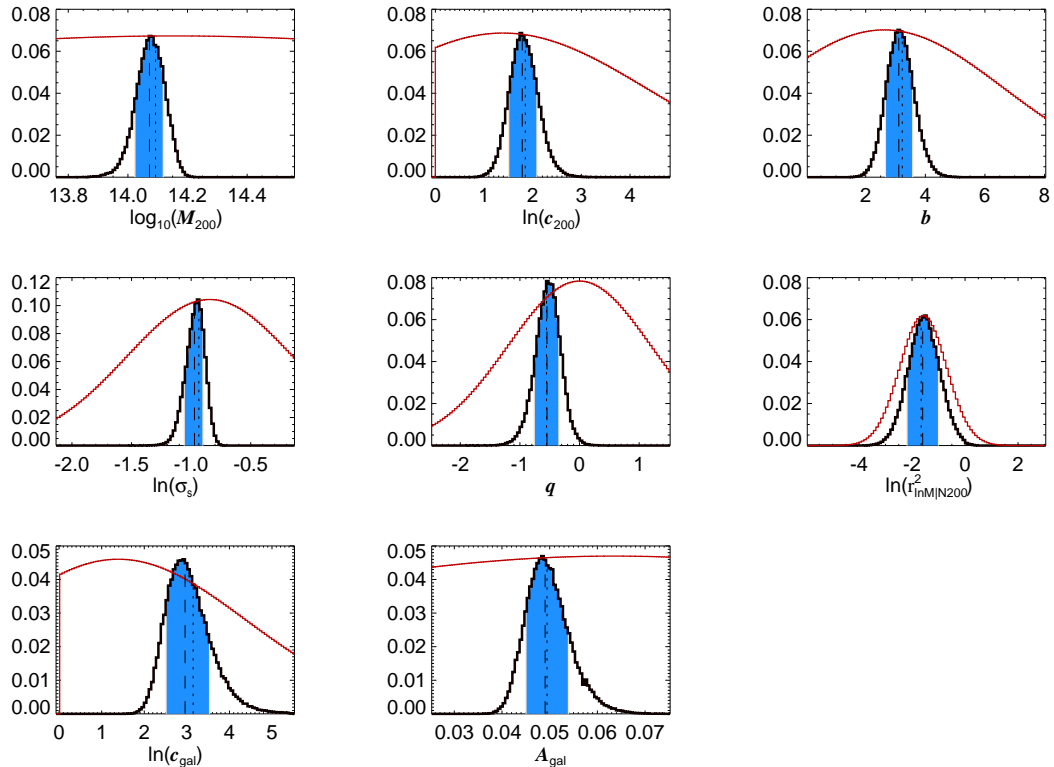 0.08 0.08 0.08
0.06 0.06 0.06
0.04 0.04 0.04
0.02 0.02 0.02
0.00 0.00 0.00
13.8 14.0 14.2 14.4 0 1 2 3 4 2 4 6 8
log₁₀(M₂₀₀) ln(c₂₀₀) b
0.12 0.08 0.08
0.10 0.06 0.06
0.08 0.04 0.04
0.06 0.02 0.02
0.04 0.00 0.00
0.02
0.00
-2.0 -1.5 -1.0 -0.5 -2 -1 0 1 -4 -2 0 2
ln(σₛ) q ln(r²lnM|N200)
0.05 0.05
0.04 0.04
0.03 0.03
0.02 0.02
0.01 0.01
0.00 0.00
0 1 2 3 4 5 0.03 0.04 0.05 0.06 0.07
ln(c_gal) A_gal